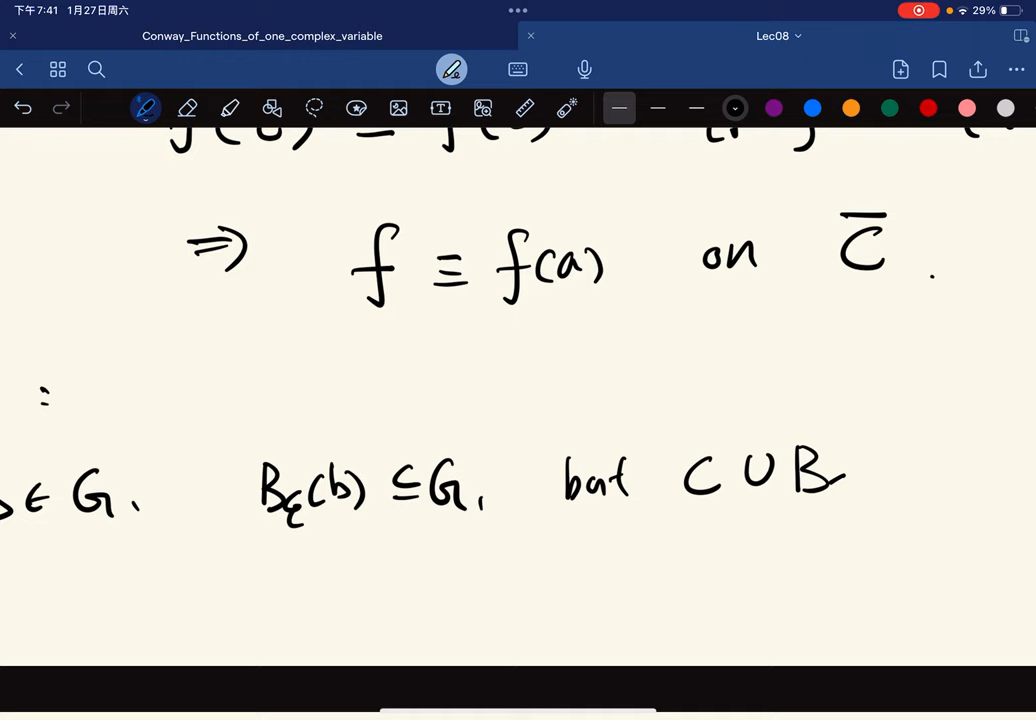 下午7:41 1月27日周六
29%
Conway_Functions_of_one_complex_variable
Lec08
⇒ f ≡ f(a) on C̅ .
:
∈ G, B_ε(b) ⊆ G, but C ∪ B